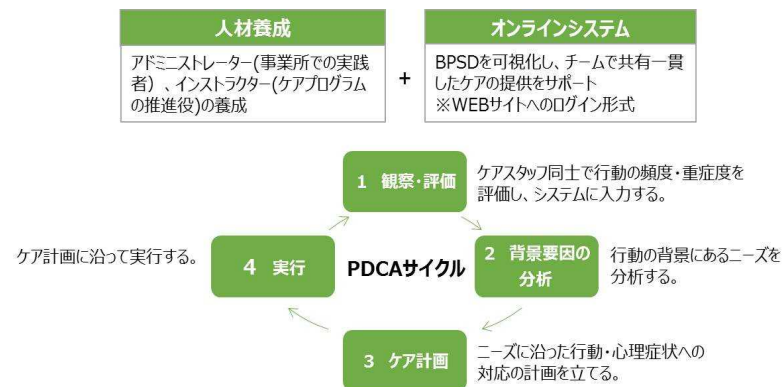 人材養成
アドミニストレーター(事業所での実践
者）、インストラクター(ケアプログラム
の推進役)の養成
+
オンラインシステム
BPSDを可視化し、チームで共有一貫
したケアの提供をサポート
※WEBサイトへのログイン形式
1 観察・評価
ケアスタッフ同士で行動の頻度・重症度を
評価し、システムに入力する。
ケア計画に沿って実行する。
4 実行
PDCAサイクル
2 背景要因の
分析
行動の背景にあるニーズを
分析する。
3 ケア計画
ニーズに沿った行動・心理症状への
対応の計画を立てる。